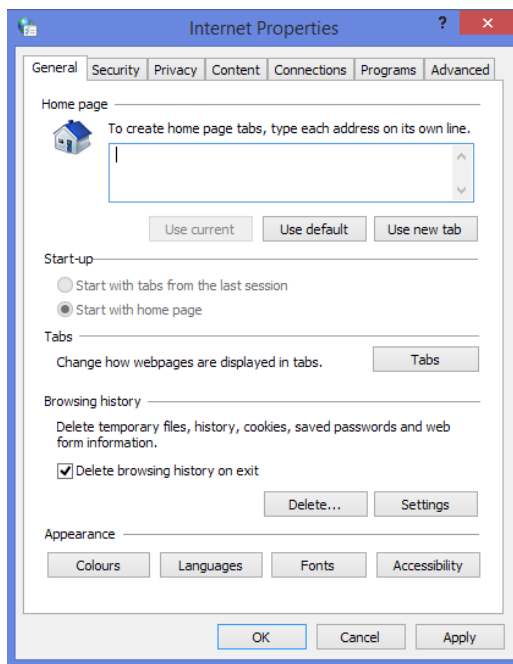 Internet Properties
?
General Security Privacy Content Connections Programs Advanced
Home page
To create home page tabs, type each address on its own line.
Use current Use default Use new tab
Start-up
Start with tabs from the last session
Start with home page
Tabs
Change how webpages are displayed in tabs. Tabs
Browsing history
Delete temporary files, history, cookies, saved passwords and web
form information.
Delete browsing history on exit
Delete... Settings
Appearance
Colours Languages Fonts Accessibility
OK Cancel Apply